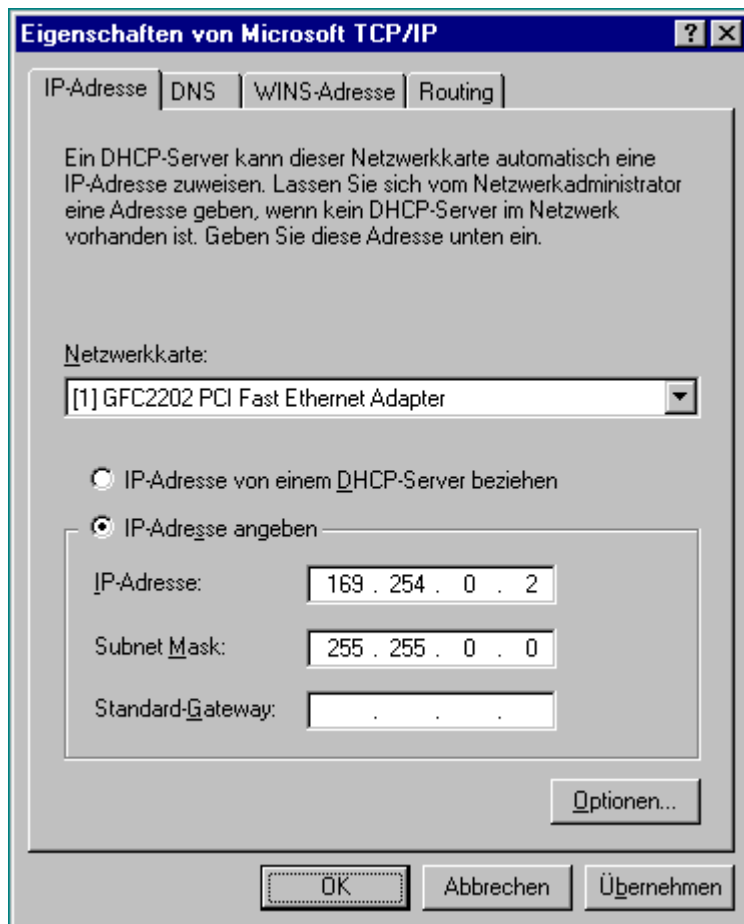 Eigenschaften von Microsoft TCP/IP
IP-Adresse DNS WINS-Adresse Routing
Ein DHCP-Server kann dieser Netzwerkkarte automatisch eine
IP-Adresse zuweisen. Lassen Sie sich vom Netzwerkadministrator
eine Adresse geben, wenn kein DHCP-Server im Netzwerk
vorhanden ist. Geben Sie diese Adresse unten ein.
Netzwerkkarte:
[1] GFC2202 PCI Fast Ethernet Adapter
IP-Adresse von einem DHCP-Server beziehen
IP-Adresse angeben
IP-Adresse: 169 . 254 . 0 . 2
Subnet Mask: 255 . 255 . 0 . 0
Standard-Gateway: . . .
Optionen...
OK Abbrechen Übernehmen